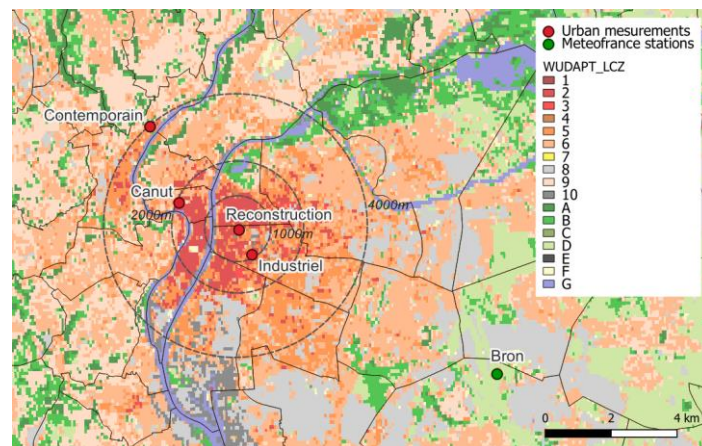 Urban mesurements
Meteofrance stations
WUDAPT_LCZ
1
2
3
4
5
6
7
8
9
10
A
B
C
D
E
F
G
Contemporain
Canut
2000m
Reconstruction
4000m
1000m
Industriel
Bron
0 2 4 km